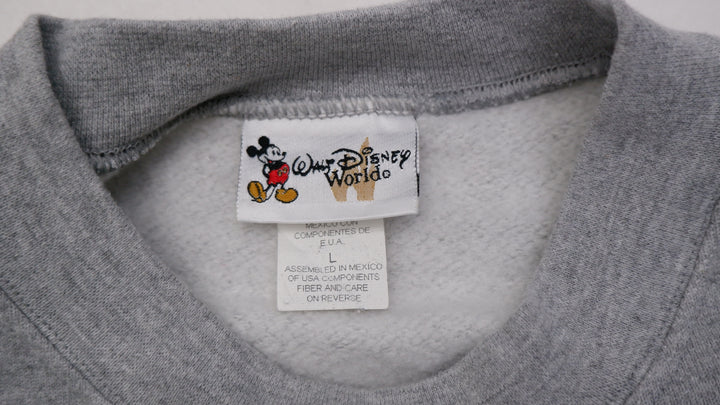 Walt Disney
World®
MEXICO CON
COMPONENTES DE
E.U.A.
L
ASSEMBLED IN MEXICO
OF USA COMPONENTS
FIBER AND CARE
ON REVERSE